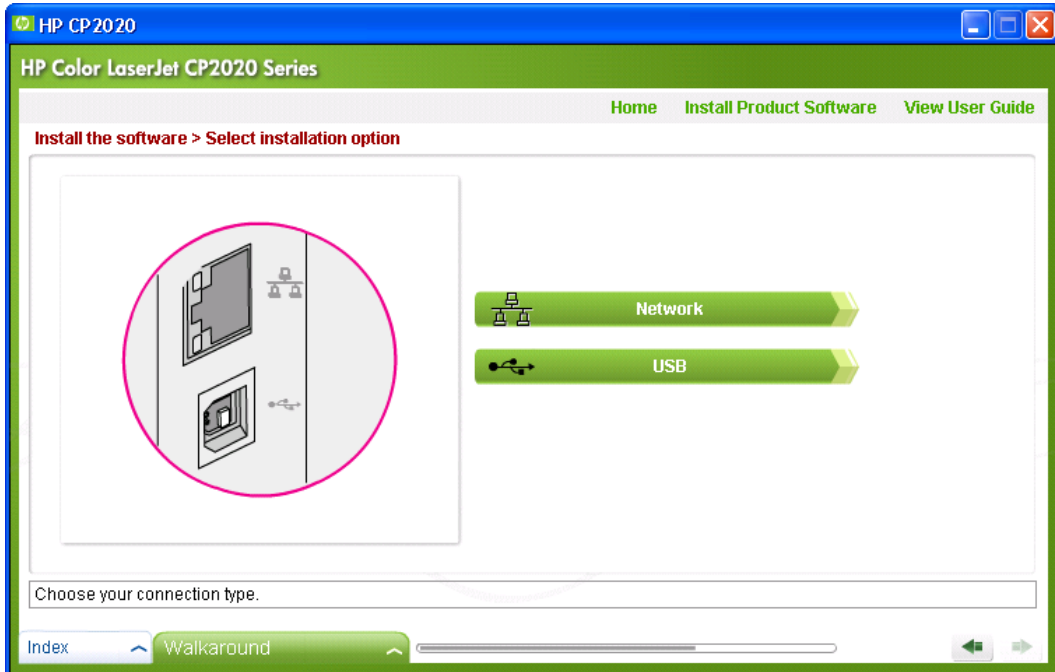 HP CP2020
HP Color LaserJet CP2020 Series
Home Install Product Software View User Guide
Install the software > Select installation option
Network
USB
Choose your connection type.
Index Walkaround